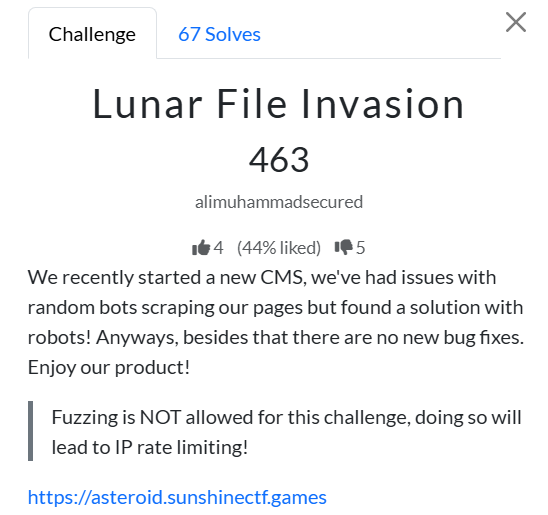 Challenge
67 Solves
Lunar File Invasion
463
alimuhammadsecured
4 (44% liked) 5
We recently started a new CMS, we've had issues with
random bots scraping our pages but found a solution with
robots! Anyways, besides that there are no new bug fixes.
Enjoy our product!
Fuzzing is NOT allowed for this challenge, doing so will
lead to IP rate limiting!
https://asteroid.sunshinectf.games